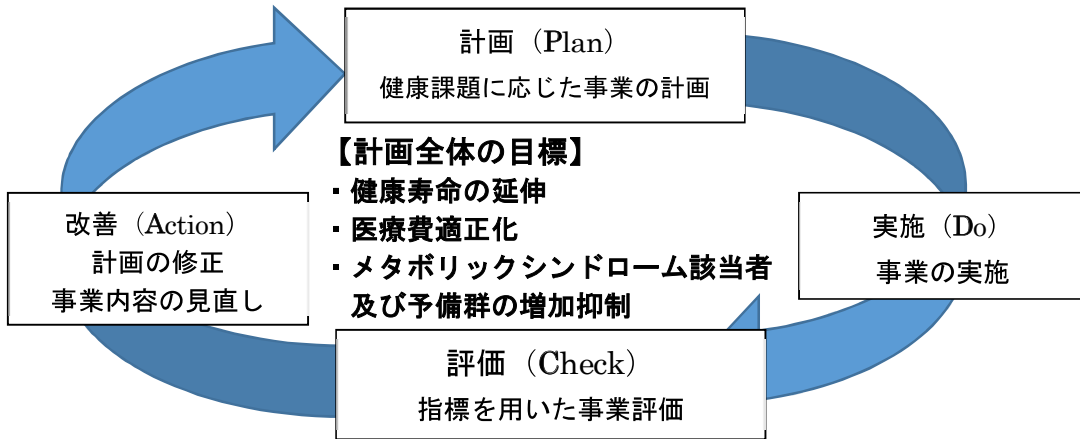 計画（Plan）
健康課題に応じた事業の計画
【計画全体の目標】
・健康寿命の延伸
・医療費適正化
・メタボリックシンドローム該当者
及び予備群の増加抑制
実施（Do）
事業の実施
評価（Check）
指標を用いた事業評価
改善（Action）
計画の修正
事業内容の見直し